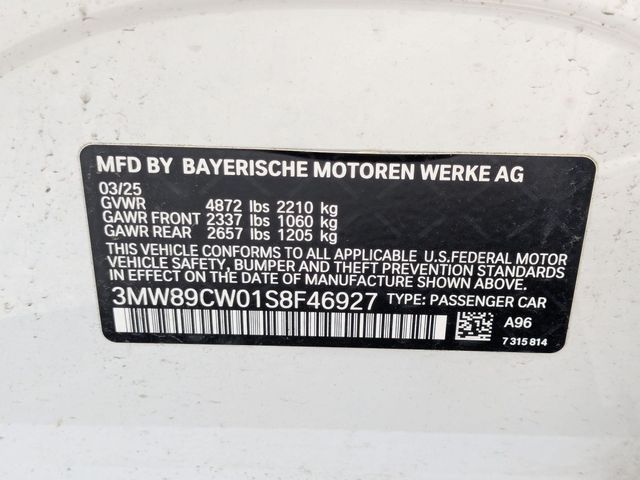 MFD BY BAYERISCHE MOTOREN WERKE AG
03/25
GVWR 4872 lbs 2210 kg
GAWR FRONT 2337 lbs 1060 kg
GAWR REAR 2657 lbs 1205 kg
THIS VEHICLE CONFORMS TO ALL APPLICABLE U.S.FEDERAL MOTOR
VEHICLE SAFETY, BUMPER AND THEFT PREVENTION STANDARDS IN
EFFECT ON THE DATE OF MANUFACTURE SHOWN ABOVE.
3MW89CW01S8F46927 TYPE: PASSENGER CAR
A96
7 315 814